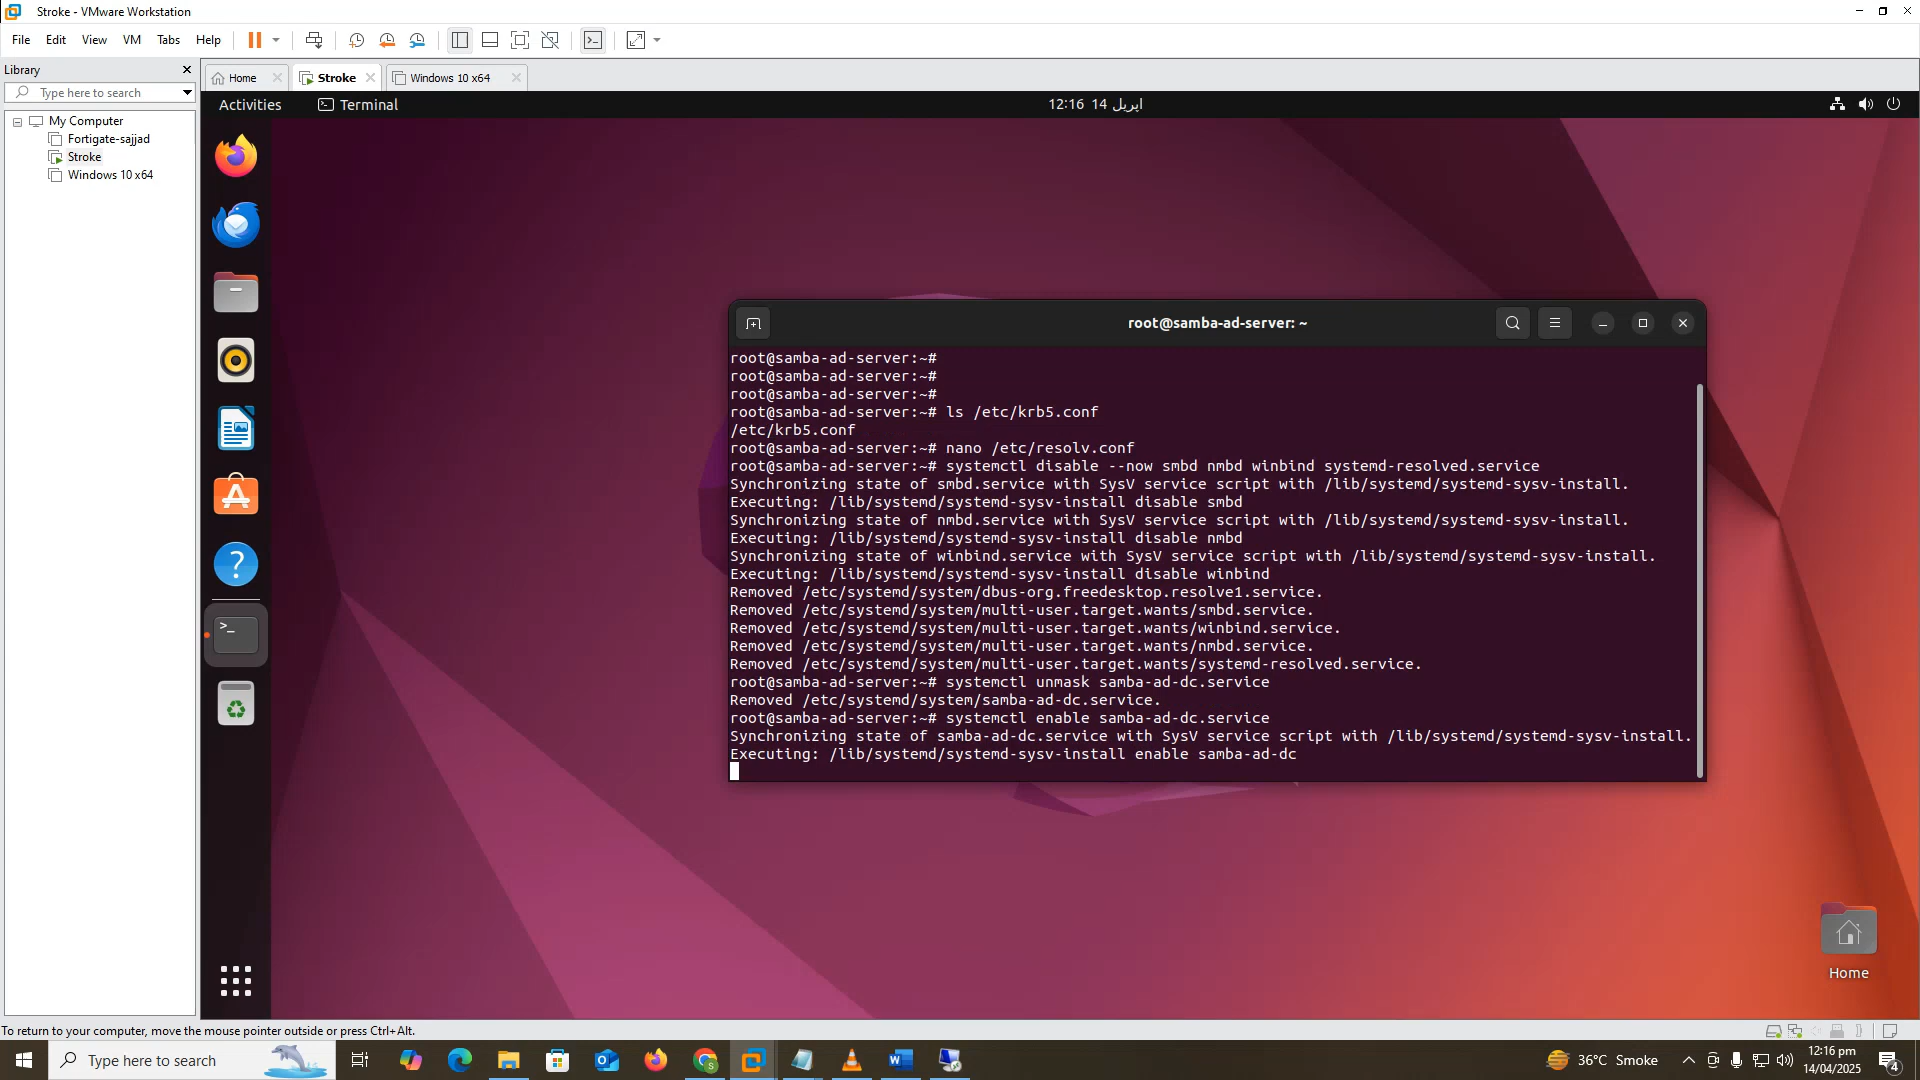 Stroke - VMware Workstation
File Edit View VM Tabs Help
Library
Type here to search
My Computer
Fortigate-sajjad
Stroke
Windows 10 x64
Home
Stroke
Windows 10 x64
Activities
Terminal
اپریل 14  12:16
root@samba-ad-server: ~
root@samba-ad-server:~#
root@samba-ad-server:~#
root@samba-ad-server:~#
root@samba-ad-server:~# ls /etc/krb5.conf
/etc/krb5.conf
root@samba-ad-server:~# nano /etc/resolv.conf
root@samba-ad-server:~# systemctl disable --now smbd nmbd winbind systemd-resolved.service
Synchronizing state of smbd.service with SysV service script with /lib/systemd/systemd-sysv-install.
Executing: /lib/systemd/systemd-sysv-install disable smbd
Synchronizing state of nmbd.service with SysV service script with /lib/systemd/systemd-sysv-install.
Executing: /lib/systemd/systemd-sysv-install disable nmbd
Synchronizing state of winbind.service with SysV service script with /lib/systemd/systemd-sysv-install.
Executing: /lib/systemd/systemd-sysv-install disable winbind
Removed /etc/systemd/system/dbus-org.freedesktop.resolve1.service.
Removed /etc/systemd/system/multi-user.target.wants/smbd.service.
Removed /etc/systemd/system/multi-user.target.wants/winbind.service.
Removed /etc/systemd/system/multi-user.target.wants/nmbd.service.
Removed /etc/systemd/system/multi-user.target.wants/systemd-resolved.service.
root@samba-ad-server:~# systemctl unmask samba-ad-dc.service
Removed /etc/systemd/system/samba-ad-dc.service.
root@samba-ad-server:~# systemctl enable samba-ad-dc.service
Synchronizing state of samba-ad-dc.service with SysV service script with /lib/systemd/systemd-sysv-install.
Executing: /lib/systemd/systemd-sysv-install enable samba-ad-dc
Home
To return to your computer, move the mouse pointer outside or press Ctrl+Alt.
Type here to search
36°C Smoke
12:16 pm
14/04/2025
4